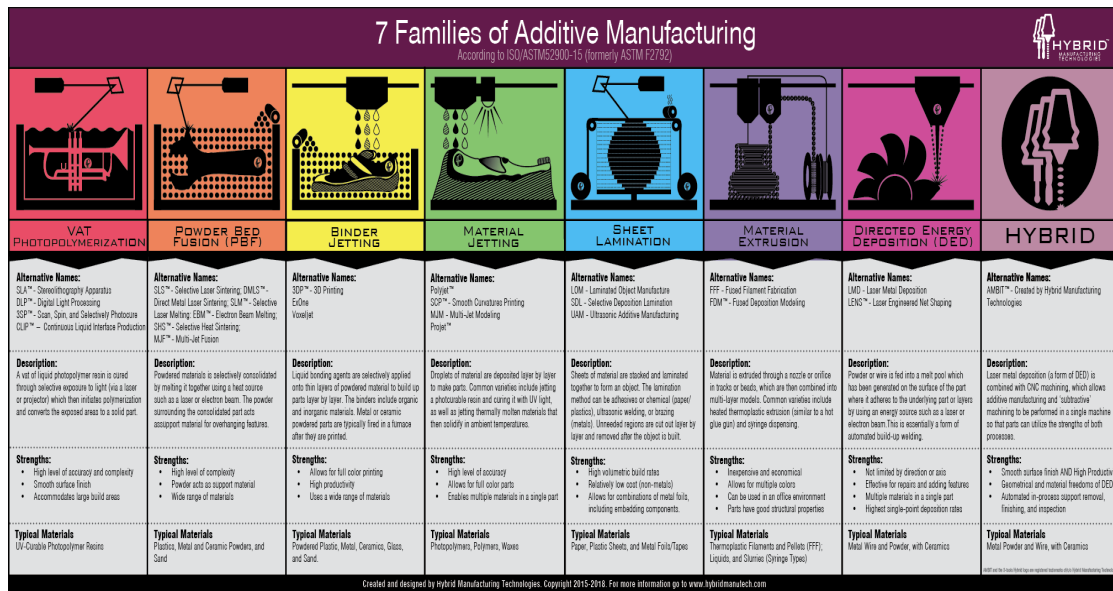 7 Families of Additive Manufacturing
According to ISO/ASTM52900-15 (formerly ASTM F2792)
HYBRID™
MANUFACTURING
TECHNOLOGIES
VAT
PHOTOPOLYMERIZATION
Alternative Names:
SLA™ - Stereolithography Apparatus
DLP™ - Digital Light Processing
3SP™ - Scan, Spin, and Selectively Photocure
CLIP™ – Continuous Liquid Interface Production
Description:
A vat of liquid photopolymer resin is cured
through selective exposure to light (via a laser
or projector) which then initiates polymerization
and converts the exposed areas to a solid part.
Strengths:
• High level of accuracy and complexity
• Smooth surface finish
• Accommodates large build areas
Typical Materials
UV-Curable Photopolymer Resins
POWDER BED
FUSION (PBF)
Alternative Names:
SLS™ - Selective Laser Sintering; DMLS™ -
Direct Metal Laser Sintering; SLM™ - Selective
Laser Melting; EBM™ - Electron Beam Melting;
SHS™ - Selective Heat Sintering;
MJF™ - Multi-Jet Fusion
Description:
Powdered materials is selectively consolidated
by melting it together using a heat source
such as a laser or electron beam. The powder
surrounding the consolidated part acts
assupport material for overhanging features.
Strengths:
• High level of complexity
• Powder acts as support material
• Wide range of materials
Typical Materials
Plastics, Metal and Ceramic Powders, and
Sand
BINDER
JETTING
Alternative Names:
3DP™ - 3D Printing
ExOne
Voxeljet
Description:
Liquid bonding agents are selectively applied
onto thin layers of powdered material to build up
parts layer by layer. The binders include organic
and inorganic materials. Metal or ceramic
powdered parts are typically fired in a furnace
after they are printed.
Strengths:
• Allows for full color printing
• High productivity
• Uses a wide range of materials
Typical Materials
Powdered Plastic, Metal, Ceramics, Glass,
and Sand.
MATERIAL
JETTING
Alternative Names:
Polyjet™
SCP™ - Smooth Curvatures Printing
MJM - Multi-Jet Modeling
Projet™
Description:
Droplets of material are deposited layer by layer
to make parts. Common varieties include jetting
a photocurable resin and curing it with UV light,
as well as jetting thermally molten materials that
then solidify in ambient temperatures.
Strengths:
• High level of accuracy
• Allows for full color parts
• Enables multiple materials in a single part
Typical Materials
Photopolymers, Polymers, Waxes
SHEET
LAMINATION
Alternative Names:
LOM - Laminated Object Manufacture
SDL - Selective Deposition Lamination
UAM - Ultrasonic Additive Manufacturing
Description:
Sheets of material are stacked and laminated
together to form an object. The lamination
method can be adhesives or chemical (paper/
plastics), ultrasonic welding, or brazing
(metals). Unneeded regions are cut out layer by
layer and removed after the object is built.
Strengths:
• High volumetric build rates
• Relatively low cost (non-metals)
• Allows for combinations of metal foils,
including embedding components.
Typical Materials
Paper, Plastic Sheets, and Metal Foils/Tapes
MATERIAL
EXTRUSION
Alternative Names:
FFF - Fused Filament Fabrication
FDM™ - Fused Deposition Modeling
Description:
Material is extruded through a nozzle or orifice
in tracks or beads, which are then combined into
multi-layer models. Common varieties include
heated thermoplastic extrusion (similar to a hot
glue gun) and syringe dispensing.
Strengths:
• Inexpensive and economical
• Allows for multiple colors
• Can be used in an office environment
• Parts have good structural properties
Typical Materials
Thermoplastic Filaments and Pellets (FFF);
Liquids, and Slurries (Syringe Types)
DIRECTED ENERGY
DEPOSITION (DED)
Alternative Names:
LMD - Laser Metal Deposition
LENS™ - Laser Engineered Net Shaping
Description:
Powder or wire is fed into a melt pool which
has been generated on the surface of the part
where it adheres to the underlying part or layers
by using an energy source such as a laser or
electron beam.This is essentially a form of
automated build-up welding.
Strengths:
• Not limited by direction or axis
• Effective for repairs and adding features
• Multiple materials in a single part
• Highest single-point deposition rates
Typical Materials
Metal Wire and Powder, with Ceramics
HYBRID
Alternative Names:
AMBIT™ - Created by Hybrid Manufacturing
Technologies
Description:
Laser metal deposition (a form of DED) is
combined with CNC machining, which allows
additive manufacturing and 'subtractive'
machining to be performed in a single machine
so that parts can utilize the strengths of both
processes.
Strengths:
• Smooth surface finish AND High Productiv
• Geometrical and material freedoms of DED
• Automated in-process support removal,
finishing, and inspection
Typical Materials
Metal Powder and Wire, with Ceramics
Created and designed by Hybrid Manufacturing Technologies. Copyright 2015-2018. For more information go to www.hybridmanutech.com